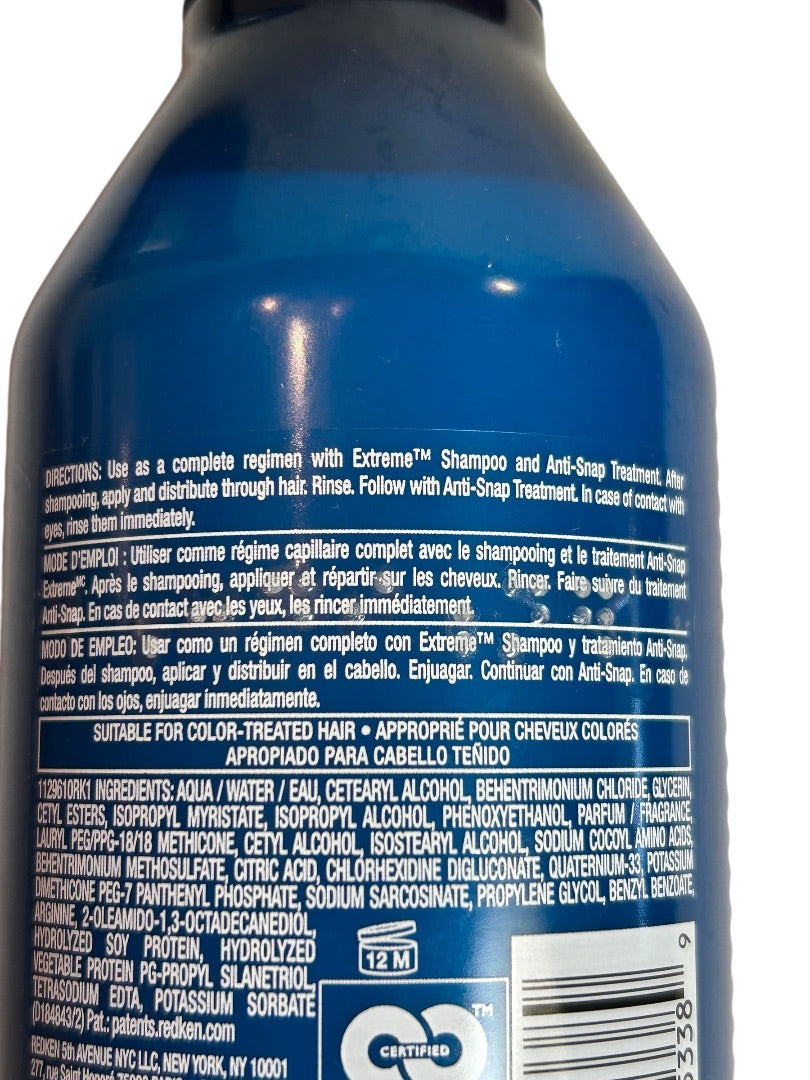 DIRECTIONS: Use as a complete regimen with Extreme™ Shampoo and Anti-Snap Treatment. After
shampooing, apply and distribute through hair. Rinse. Follow with Anti-Snap Treatment. In case of contact with
eyes, rinse them immediately.
MODE D'EMPLOI : Utiliser comme régime capillaire complet avec le shampooing et le traitement Anti-Snap
Extreme ᴹᶜ. Après le shampooing, appliquer et répartir sur les cheveux. Rincer. Faire suivre du traitement
Anti-Snap. En cas de contact avec les yeux, les rincer immédiatement.
MODO DE EMPLEO: Usar como un régimen completo con Extreme™ Shampoo y tratamiento Anti-Snap.
Después del shampoo, aplicar y distribuir en el cabello. Enjuagar. Continuar con Anti-Snap. En caso de
contacto con los ojos, enjuagar inmediatamente.
SUITABLE FOR COLOR-TREATED HAIR • APPROPRIÉ POUR CHEVEUX COLORÉS
APROPIADO PARA CABELLO TEÑIDO
1129610RK1 INGREDIENTS: AQUA / WATER / EAU, CETEARYL ALCOHOL, BEHENTRIMONIUM CHLORIDE, GLYCERIN,
CETYL ESTERS, ISOPROPYL MYRISTATE, ISOPROPYL ALCOHOL, PHENOXYETHANOL, PARFUM / FRAGRANCE,
LAURYL PEG/PPG-18/18 METHICONE, CETYL ALCOHOL, ISOSTEARYL ALCOHOL, SODIUM COCOYL AMINO ACIDS,
BEHENTRIMONIUM METHOSULFATE, CITRIC ACID, CHLORHEXIDINE DIGLUCONATE, QUATERNIUM-33, POTASSIUM
DIMETHICONE PEG-7 PANTHENYL PHOSPHATE, SODIUM SARCOSINATE, PROPYLENE GLYCOL, BENZYL BENZOATE,
ARGININE, 2-OLEAMIDO-1,3-OCTADECANEDIOL,
HYDROLYZED SOY PROTEIN, HYDROLYZED
VEGETABLE PROTEIN PG-PROPYL SILANETRIOL,
TETRASODIUM EDTA, POTASSIUM SORBATE
(D184843/2) Pat.: patents.redken.com
REDKEN 5th AVENUE NYC LLC, NEW YORK, NY 10001
277, rue Saint Honoré 75008 PARIS
12 M
™
CERTIFIED
338 9